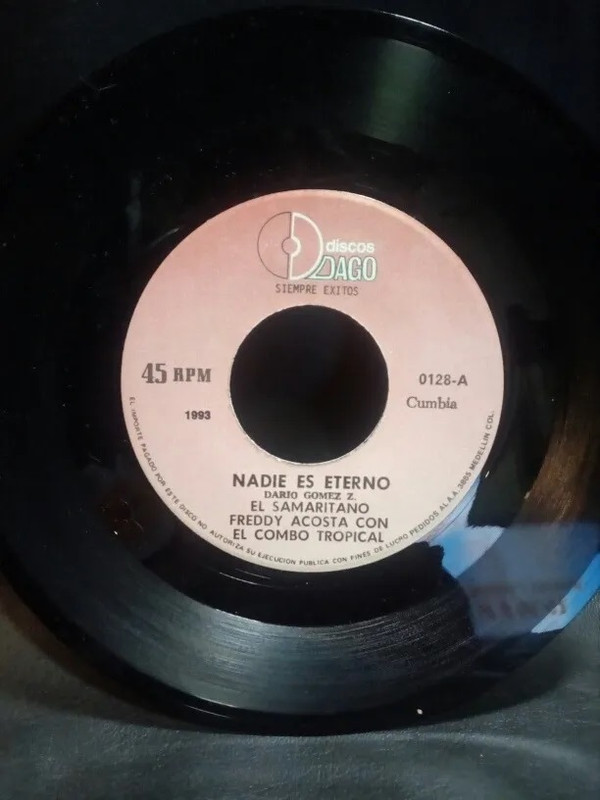 discos
DAGO
SIEMPRE EXITOS
45 RPM
0128-A
1993
Cumbia
NADIE ES ETERNO
DARIO GOMEZ Z.
EL SAMARITANO
FREDDY ACOSTA CON
EL COMBO TROPICAL
EL IMPORTE PAGADO POR ESTE DISCO NO AUTORIZA SU EJECUCION PUBLICA CON FINES DE LUCRO PEDIDOS AL A.A. 3805 MEDELLIN COL.